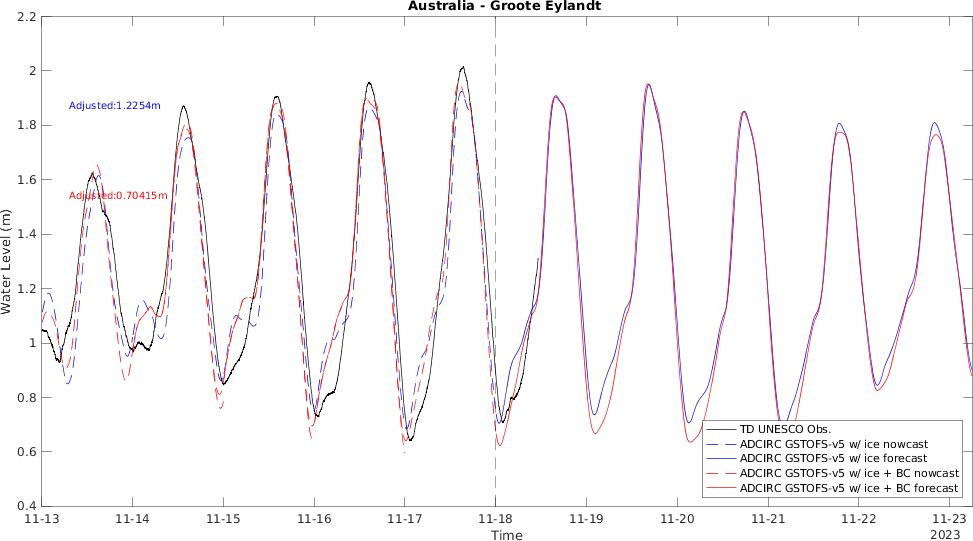 Australia - Groote Eylandt
2.2
2
1.8
1.6
1.4
1.2
1
0.8
0.6
0.4
Water Level (m)
Adjusted:1.2254m
Adjusted:0.70415m
TD UNESCO Obs.
ADCIRC GSTOFS-v5 w/ ice nowcast
ADCIRC GSTOFS-v5 w/ ice forecast
ADCIRC GSTOFS-v5 w/ ice + BC nowcast
ADCIRC GSTOFS-v5 w/ ice + BC forecast
11-13 11-14 11-15 11-16 11-17 11-18 11-19 11-20 11-21 11-22 11-23
Time
2023